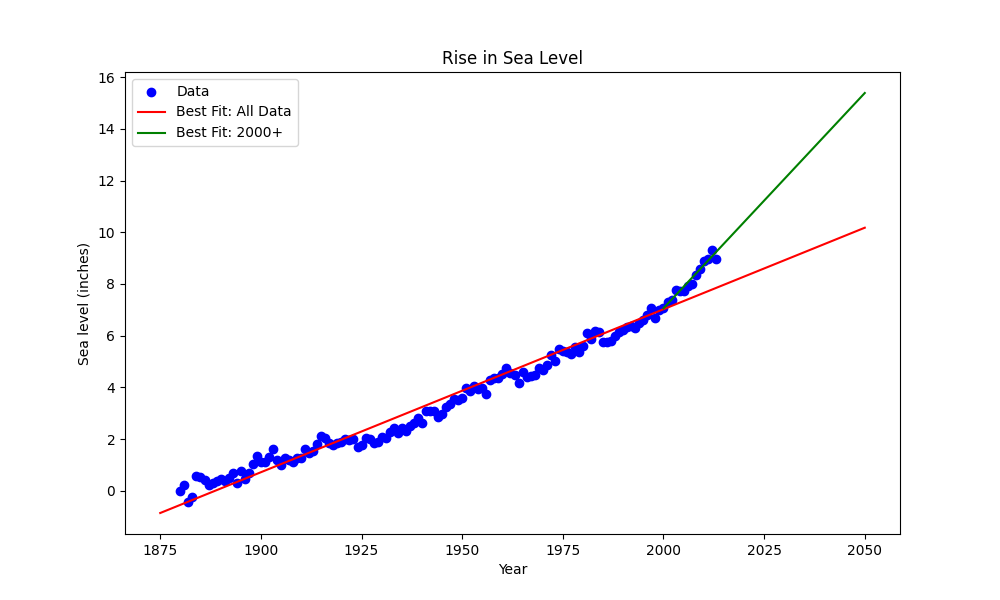 Rise in Sea Level
Data
Best Fit: All Data
Best Fit: 2000+
Sea level (inches)
16
14
12
10
8
6
4
2
0
1875 1900 1925 1950 1975 2000 2025 2050
Year